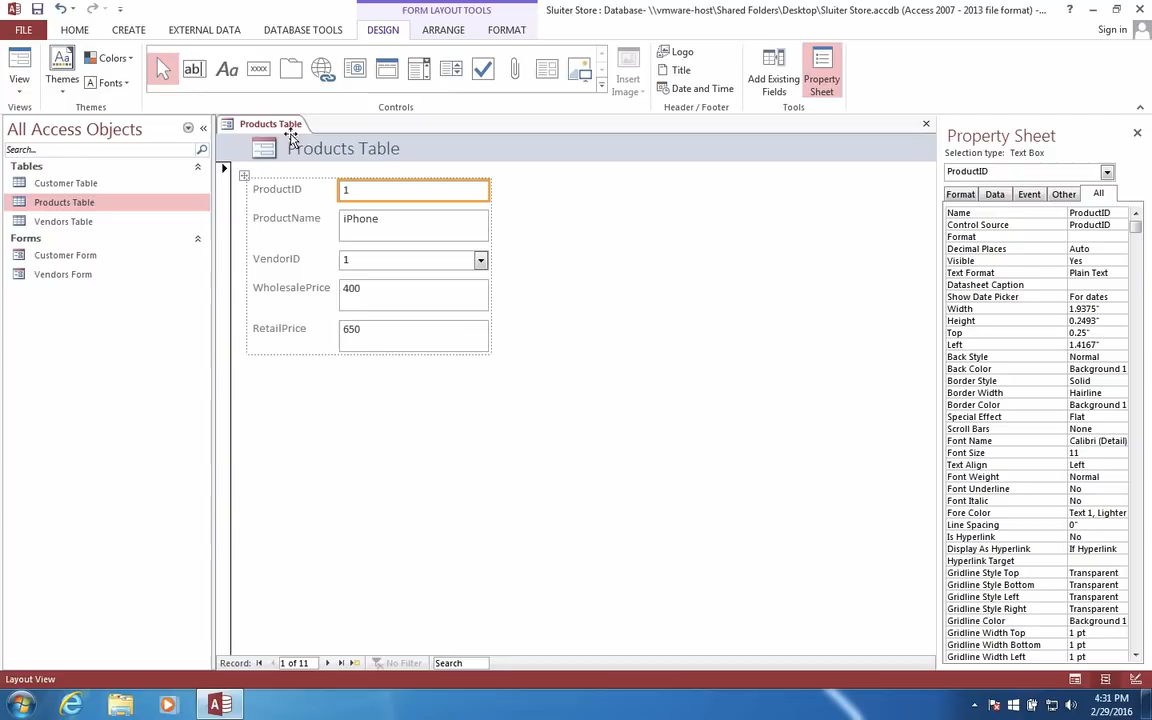 FORM LAYOUT TOOLS
Sluiter Store : Database- \\vmware-host\Shared Folders\Desktop\Sluiter Store.accdb (Access 2007 - 2013 file format) -...
FILE HOME CREATE EXTERNAL DATA DATABASE TOOLS DESIGN ARRANGE FORMAT Sign in
View
Views
Themes
Colors
Fonts
Themes
Controls
Insert
Image
Logo
Title
Date and Time
Header / Footer
Add Existing
Fields
Property
Sheet
Tools
All Access Objects
Search...
Tables
Customer Table
Products Table
Vendors Table
Forms
Customer Form
Vendors Form
Products Table
Products Table
ProductID 1
ProductName iPhone
VendorID 1
WholesalePrice 400
RetailPrice 650
Record: 1 of 11 No Filter Search
Property Sheet
Selection type: Text Box
ProductID
Format Data Event Other All
Name ProductID
Control Source ProductID
Format
Decimal Places Auto
Visible Yes
Text Format Plain Text
Datasheet Caption
Show Date Picker For dates
Width 1.9375"
Height 0.2493"
Top 0.25"
Left 1.4167"
Back Style Normal
Back Color Background 1
Border Style Solid
Border Width Hairline
Border Color Background 1
Special Effect Flat
Scroll Bars None
Font Name Calibri (Detail)
Font Size 11
Text Align Left
Font Weight Normal
Font Underline No
Font Italic No
Fore Color Text 1, Lighter
Line Spacing 0"
Is Hyperlink No
Display As Hyperlink If Hyperlink
Hyperlink Target
Gridline Style Top Transparent
Gridline Style Bottom Transparent
Gridline Style Left Transparent
Gridline Style Right Transparent
Gridline Color Background 1
Gridline Width Top 1 pt
Gridline Width Bottom 1 pt
Gridline Width Left 1 pt
Layout View
4:31 PM
2/29/2016